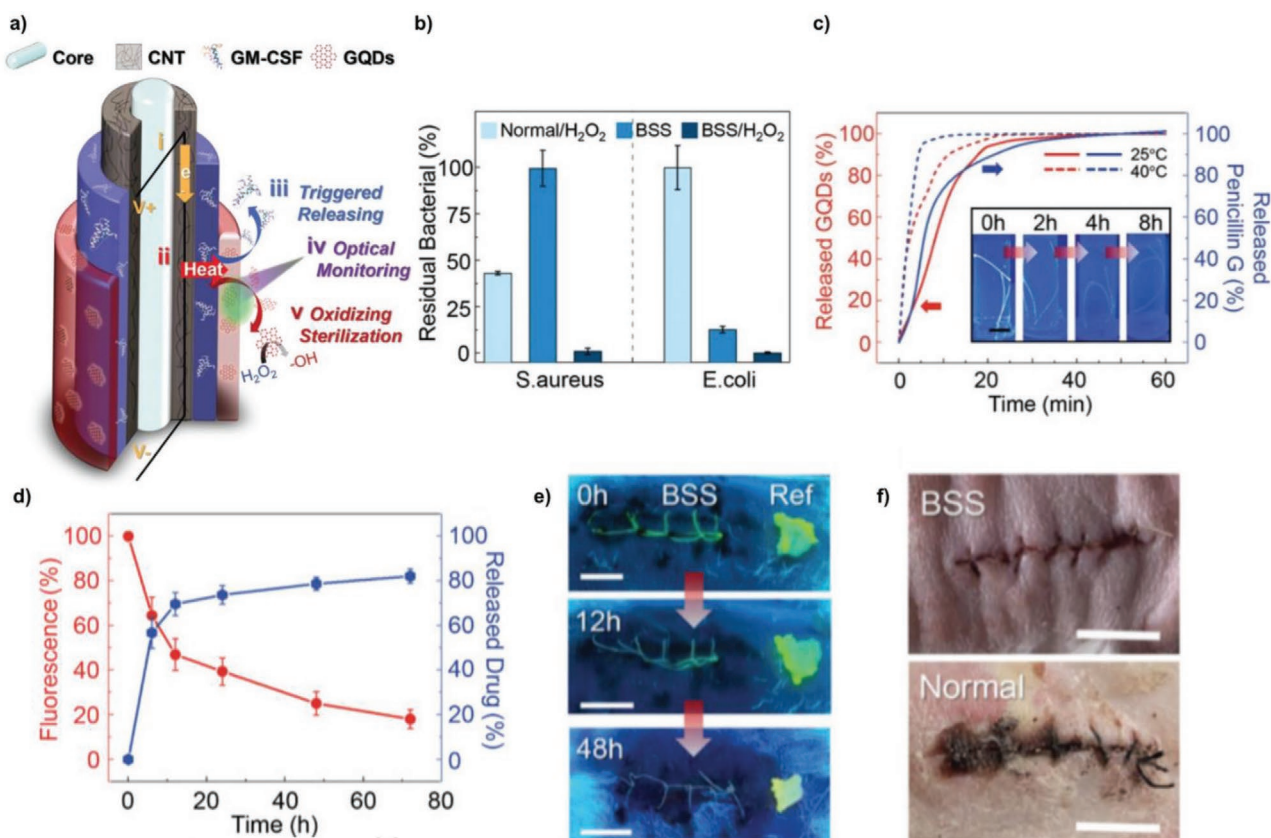 a)
Core
CNT
GM-CSF
GQDs
i
e
V+
iii Triggered
Releasing
ii
Heat
iv Optical
Monitoring
v Oxidizing
Sterilization
H₂O₂
-OH
V-
b)
Residual Bacterial (%)
Normal/H₂O₂
BSS
BSS/H₂O₂
100
75
50
25
0
S.aureus
E.coli
c)
Released GQDs (%)
100
80
60
40
20
0
25°C
40°C
0h
2h
4h
8h
100
80
60
40
20
0
Released
Penicillin G (%)
0
20
40
60
Time (min)
d)
Fluorescence (%)
100
80
60
40
20
0
100
80
60
40
20
0
Released Drug (%)
0
20
40
60
80
Time (h)
e)
0h
BSS
Ref
12h
48h
f)
BSS
Normal